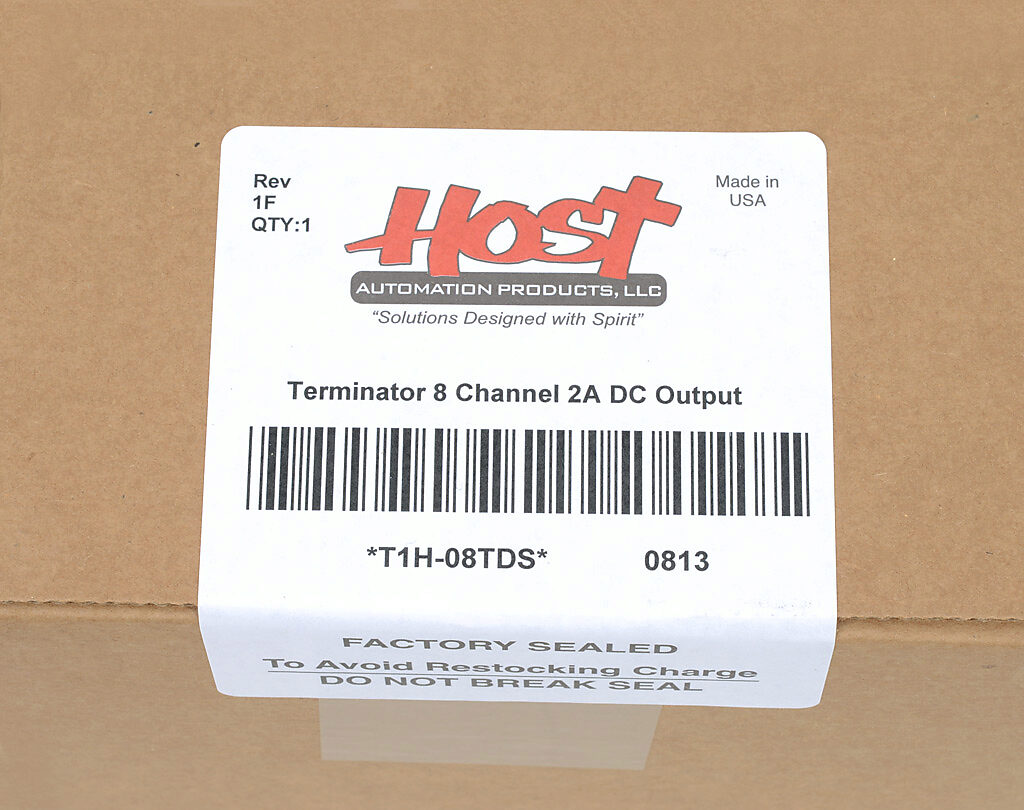 Rev
1F
QTY:1
Made in
USA
HOST
AUTOMATION PRODUCTS, LLC
“Solutions Designed with Spirit”
Terminator 8 Channel 2A DC Output
*T1H-08TDS* 0813
FACTORY SEALED
To Avoid Restocking Charge
DO NOT BREAK SEAL